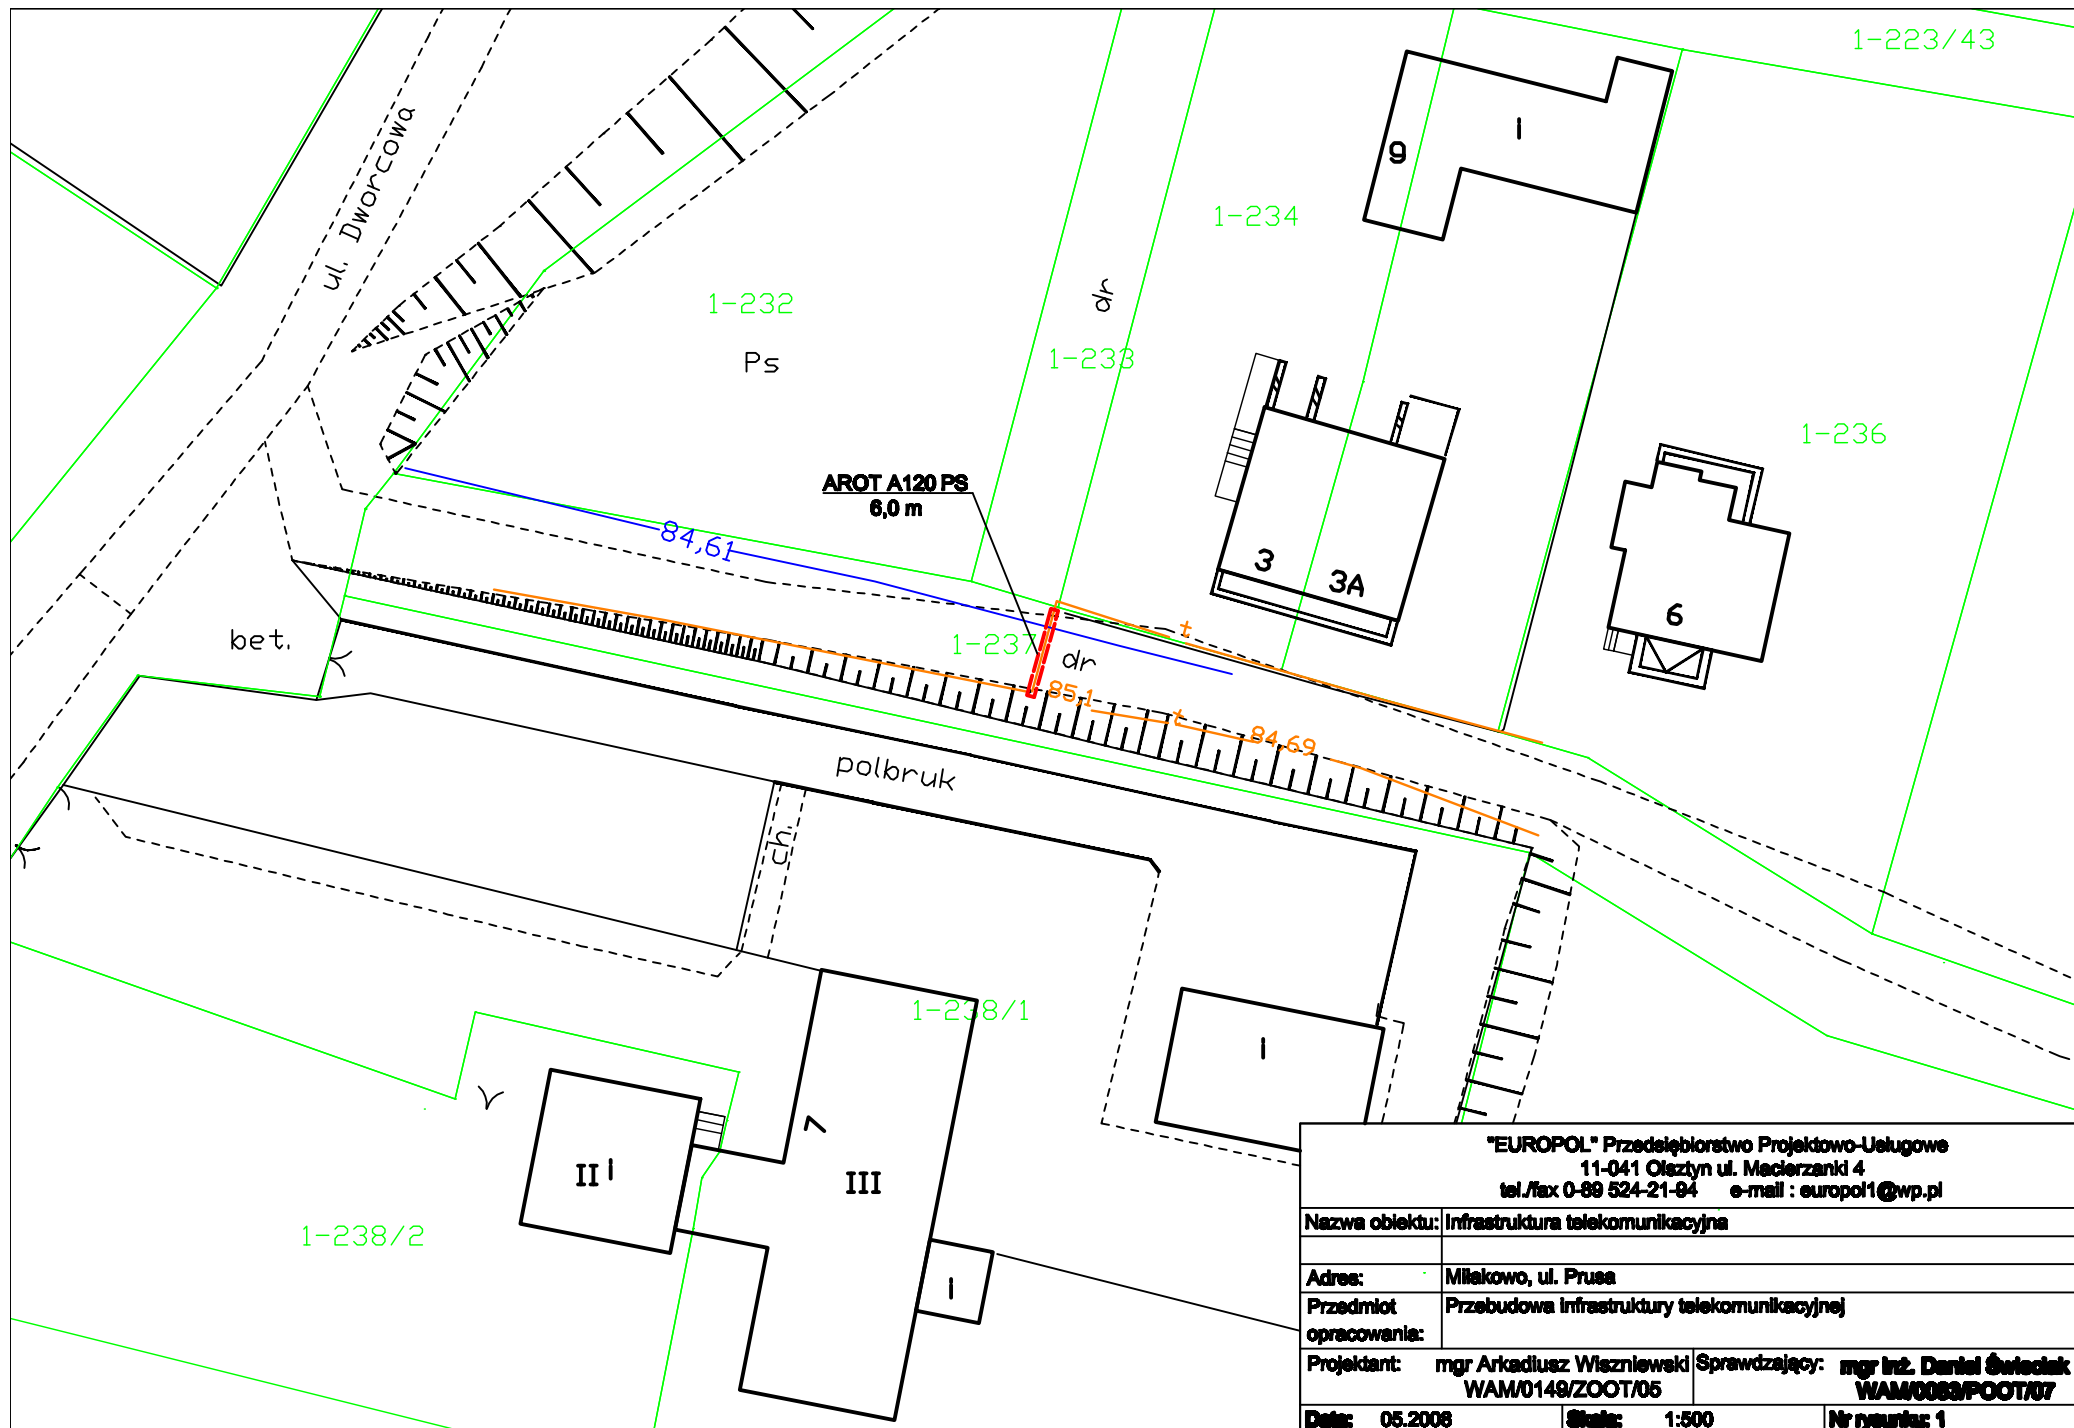 1-223/43
ul. Dworcowa
9
i
1-234
1-232
dr
Ps
1-233
1-236
AROT A120 PS
6,0 m
84,61
3
3A
6
bet.
1-237
t
dr
85,1
t
84,69
polbruk
ch.
1-238/1
i
7
II i
III
1-238/2
i
"EUROPOL" Przedsiębiorstwo Projektowo-Usługowe
11-041 Olsztyn ul. Macierzanki 4
tel./fax 0-89 524-21-94 e-mail : europol1@wp.pl
Nazwa obiektu: Infrastruktura telekomunikacyjna
Adres: Miłakowo, ul. Prusa
Przedmiot opracowania: Przebudowa infrastruktury telekomunikacyjnej
Projektant: mgr Arkadiusz Wiszniewski Sprawdzający: mgr inż. Daniel
WAM/0149/ZOOT/05 WAM/0083/POOT/07
Data: 05.2008 Skala: 1:500 Nr rysunku: 1